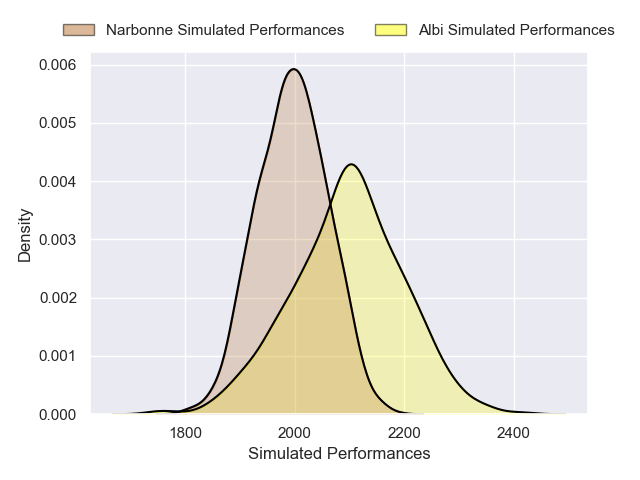 Narbonne Simulated Performances Albi Simulated Performances
0.006
0.005
0.004
0.003
0.002
0.001
0.000
Density
1800 2000 2200 2400
Simulated Performances